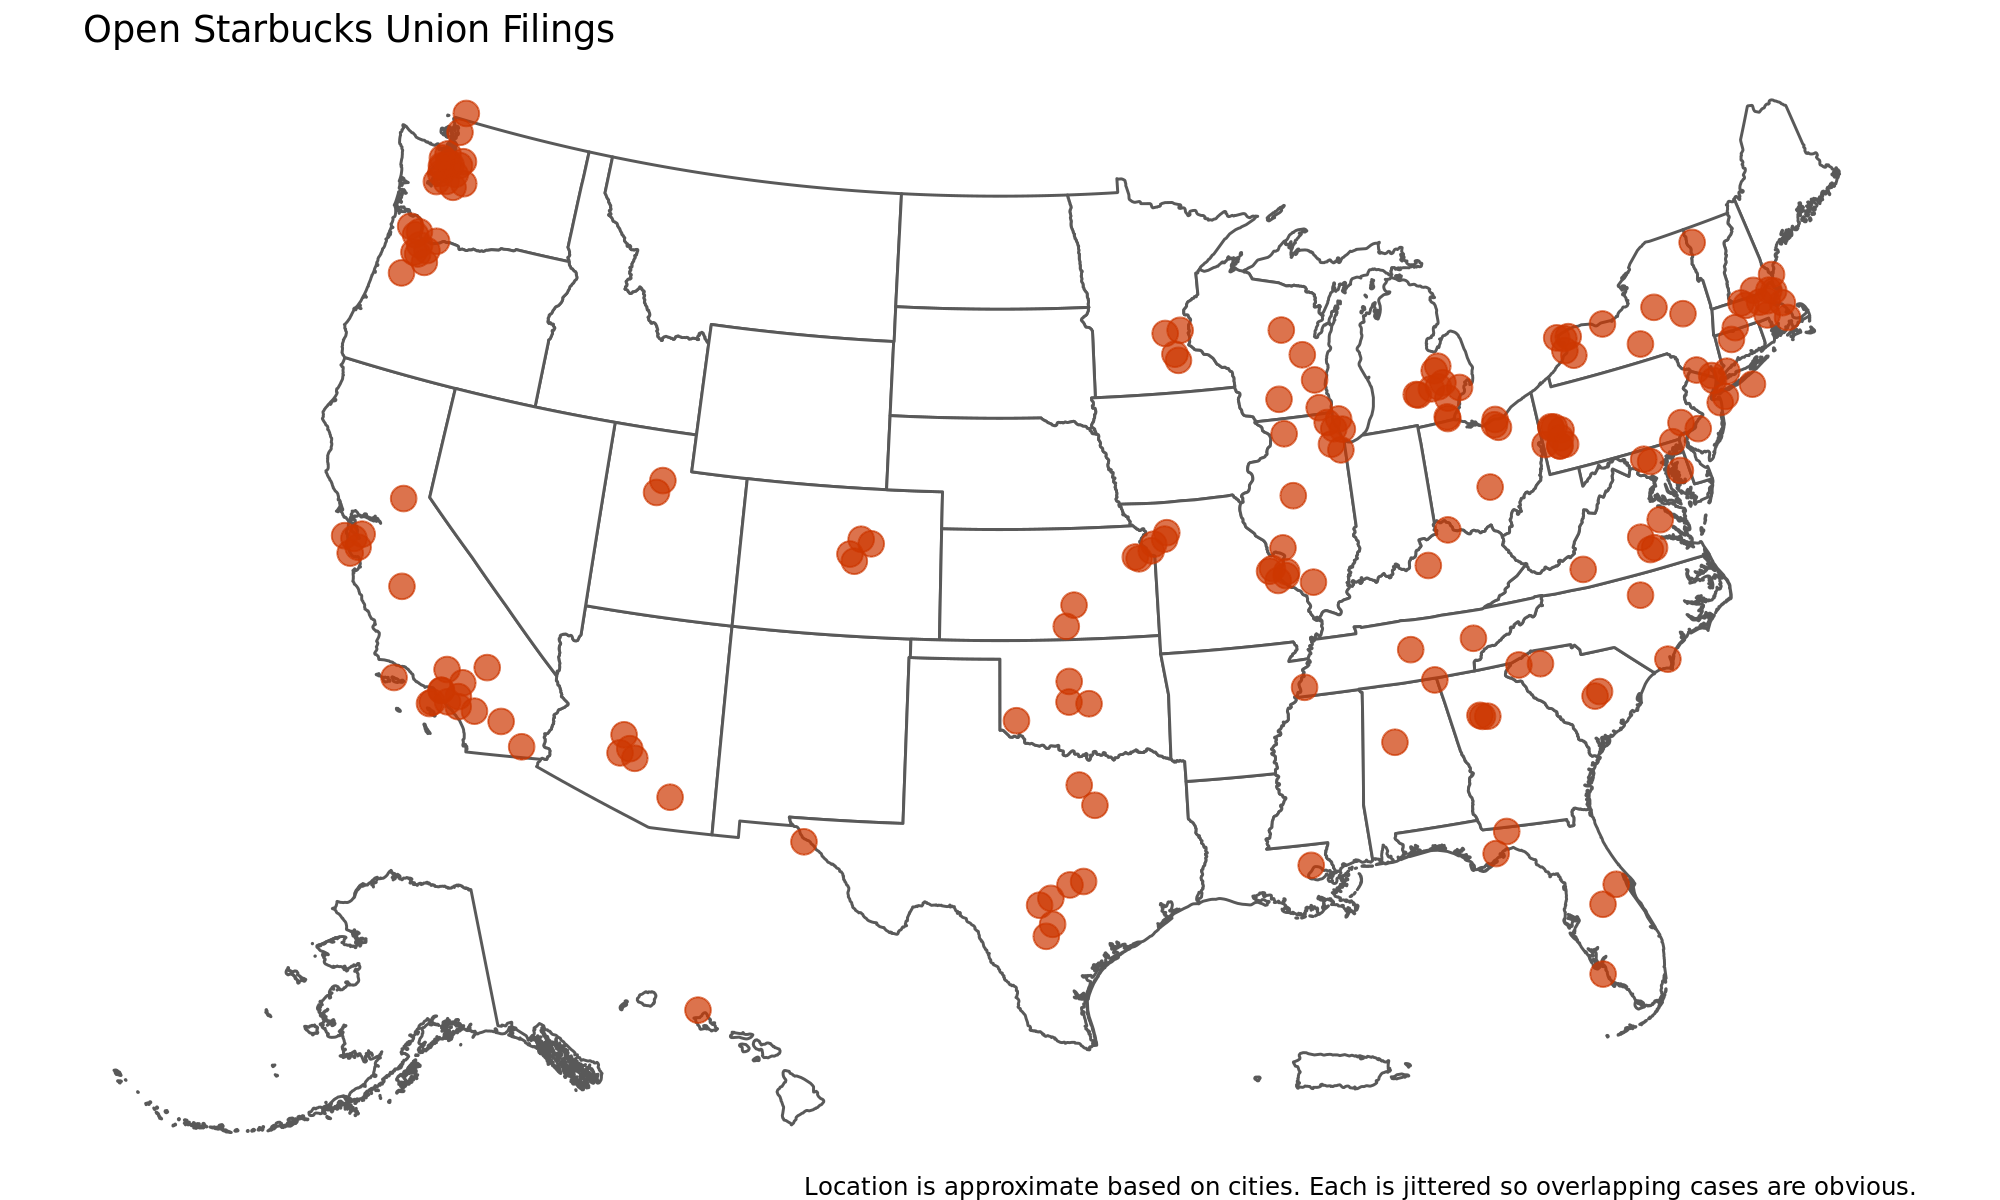 Open Starbucks Union Filings
Location is approximate based on cities. Each is jittered so overlapping cases are obvious.